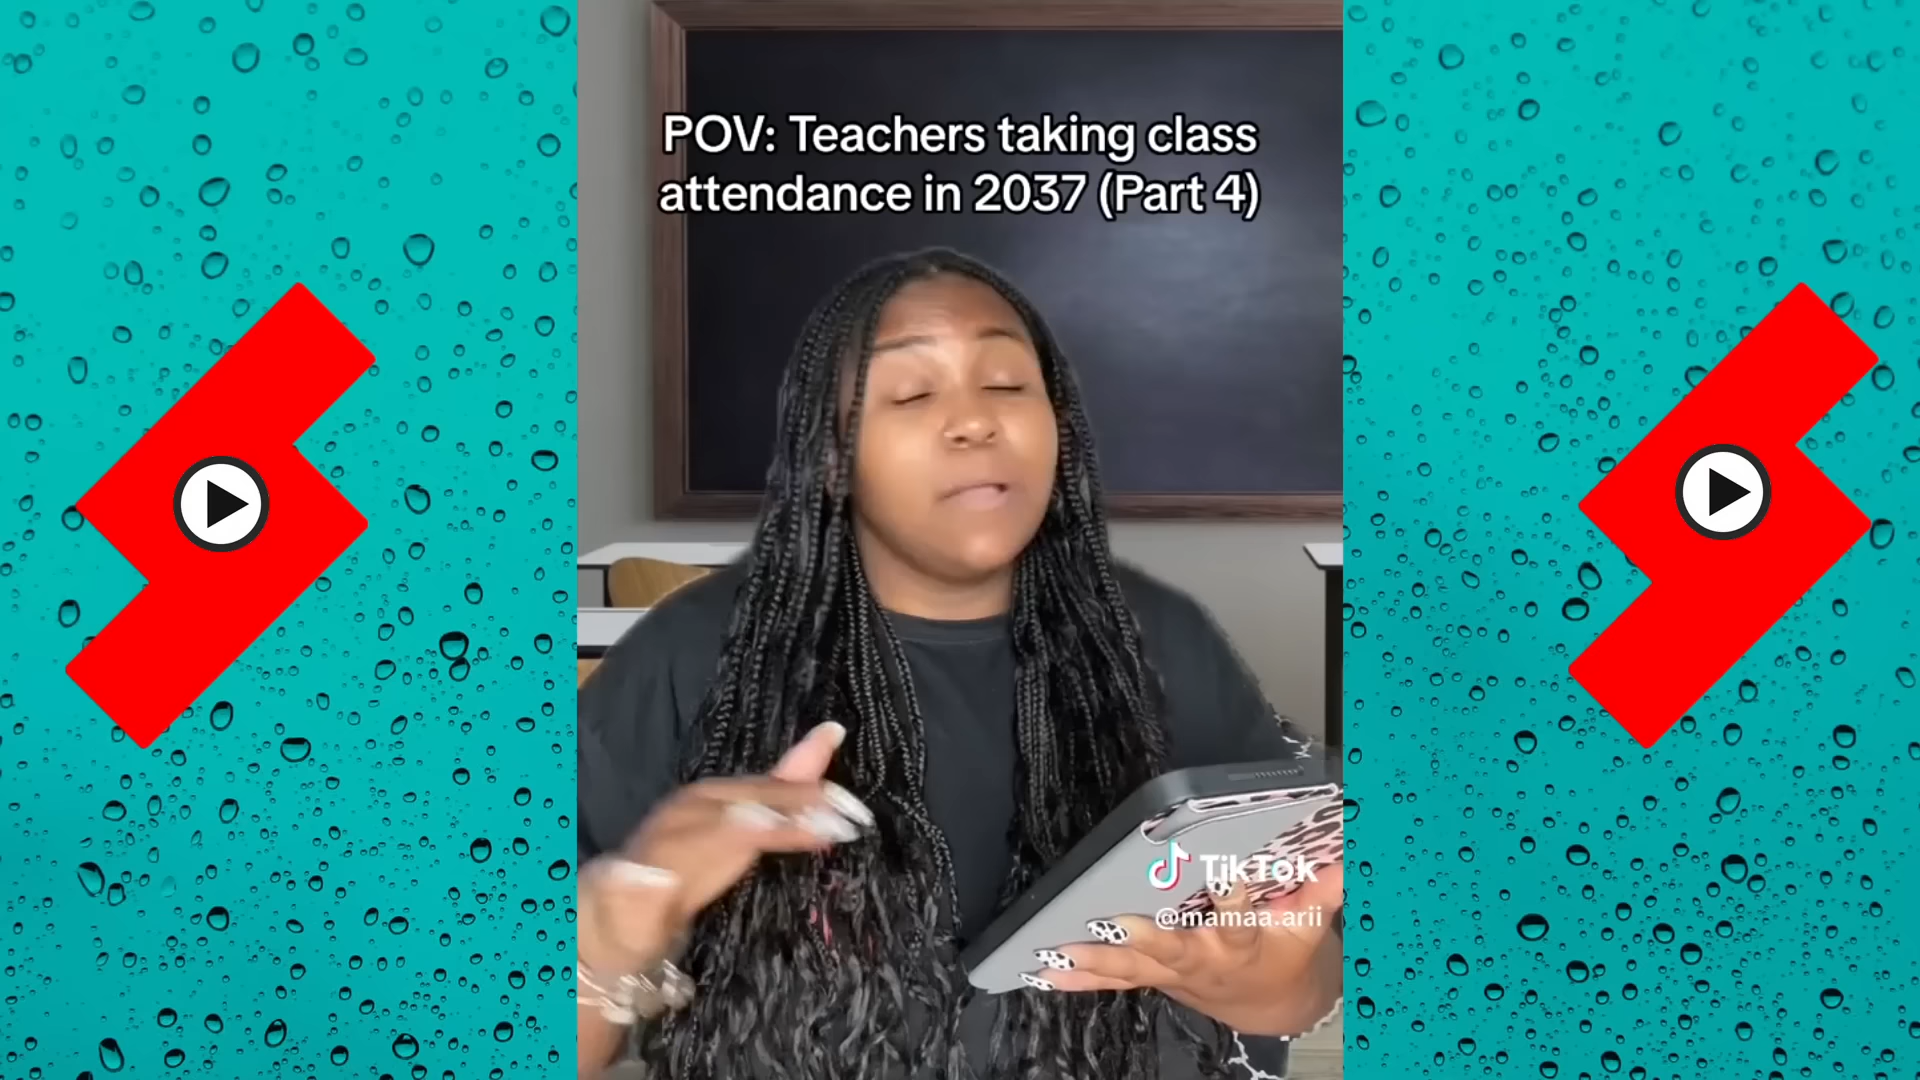 POV: Teachers taking class
attendance in 2037 (Part 4)
TikTok
@mamaa.arii